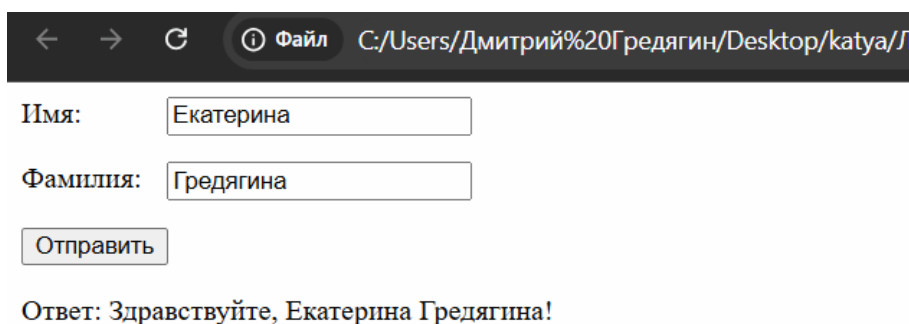 Файл C:/Users/Дмитрий%20Гредягин/Desktop/katya//Л
Имя: Екатерина
Фамилия: Гредягина
Отправить
Ответ: Здравствуйте, Екатерина Гредягина!